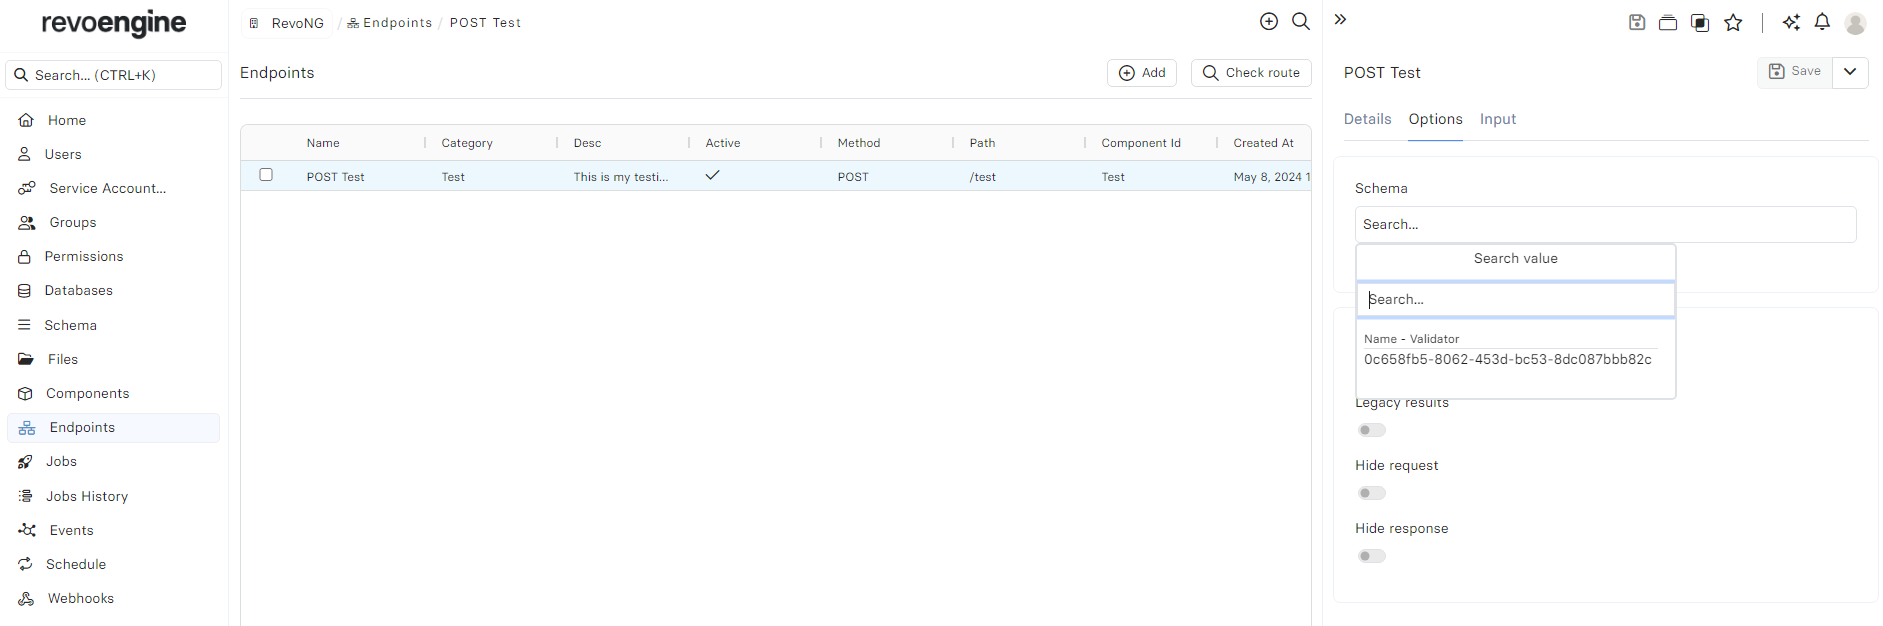 revoengine
Search... (CTRL+K)
Home
Users
Service Account...
Groups
Permissions
Databases
Schema
Files
Components
Endpoints
Jobs
Jobs History
Events
Schedule
Webhooks
RevoNG / Endpoints / POST Test
Endpoints
Add
Check route
Name Category Desc Active Method Path Component Id Created At
POST Test Test This is my testi... POST /test Test May 8, 2024 1
POST Test
Save
Details Options Input
Schema
Search...
Search value
Search...
Name - Validator
0c658fb5-8062-453d-bc53-8dc087bbb82c
Legacy results
Hide request
Hide response